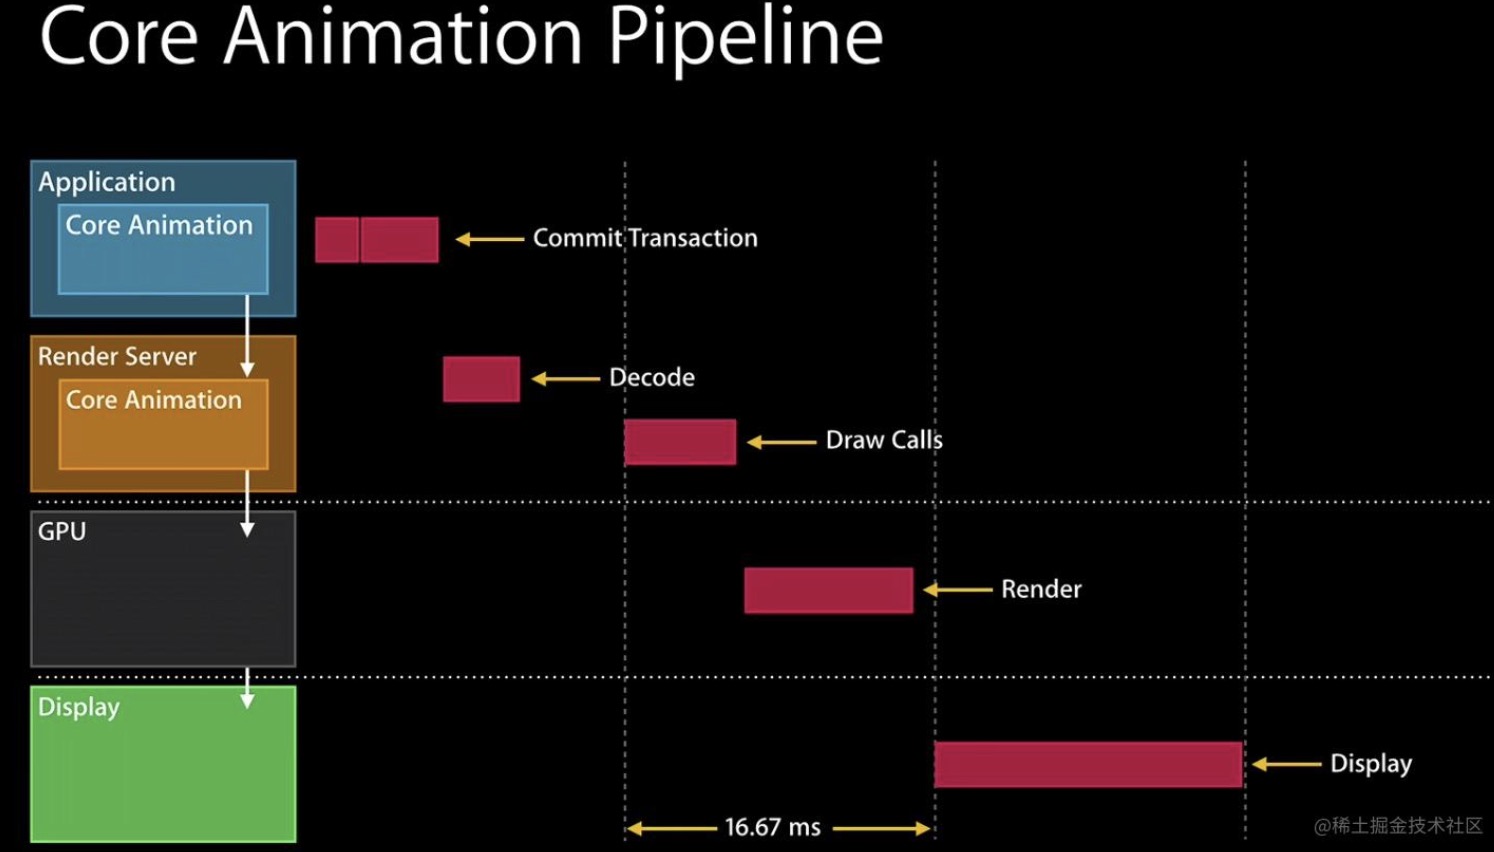 Core Animation Pipeline
Application
Core Animation
Commit Transaction
Render Server
Decode
Core Animation
Draw Calls
GPU
Render
Display
Display
16.67 ms
@稀土掘金技术社区